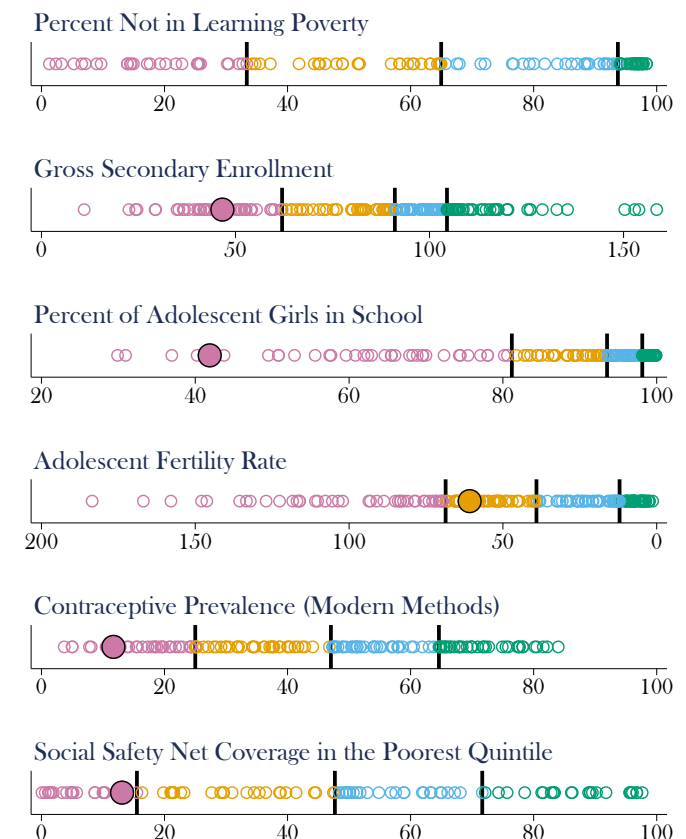 Percent Not in Learning Poverty
0 20 40 60 80 100
Gross Secondary Enrollment
0 50 100 150
Percent of Adolescent Girls in School
20 40 60 80 100
Adolescent Fertility Rate
200 150 100 50 0
Contraceptive Prevalence (Modern Methods)
0 20 40 60 80 100
Social Safety Net Coverage in the Poorest Quintile
0 20 40 60 80 100